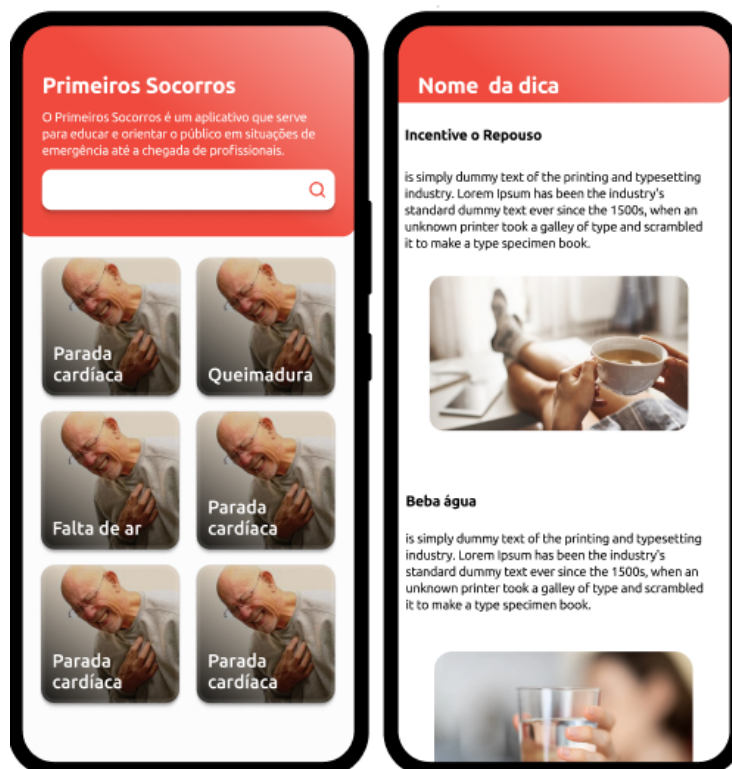 Primeiros Socorros
O Primeiros Socorros é um aplicativo que serve
para educar e orientar o público em situações de
emergência até a chegada de profissionais.
Parada
cardíaca
Queimadura
Falta de ar
Parada
cardíaca
Parada
cardíaca
Parada
cardíaca
Nome da dica
Incentive o Repouso
is simply dummy text of the printing and typesetting
industry. Lorem Ipsum has been the industry's
standard dummy text ever since the 1500s, when an
unknown printer took a galley of type and scrambled
it to make a type specimen book.
Beba água
is simply dummy text of the printing and typesetting
industry. Lorem Ipsum has been the industry's
standard dummy text ever since the 1500s, when an
unknown printer took a galley of type and scrambled
it to make a type specimen book.